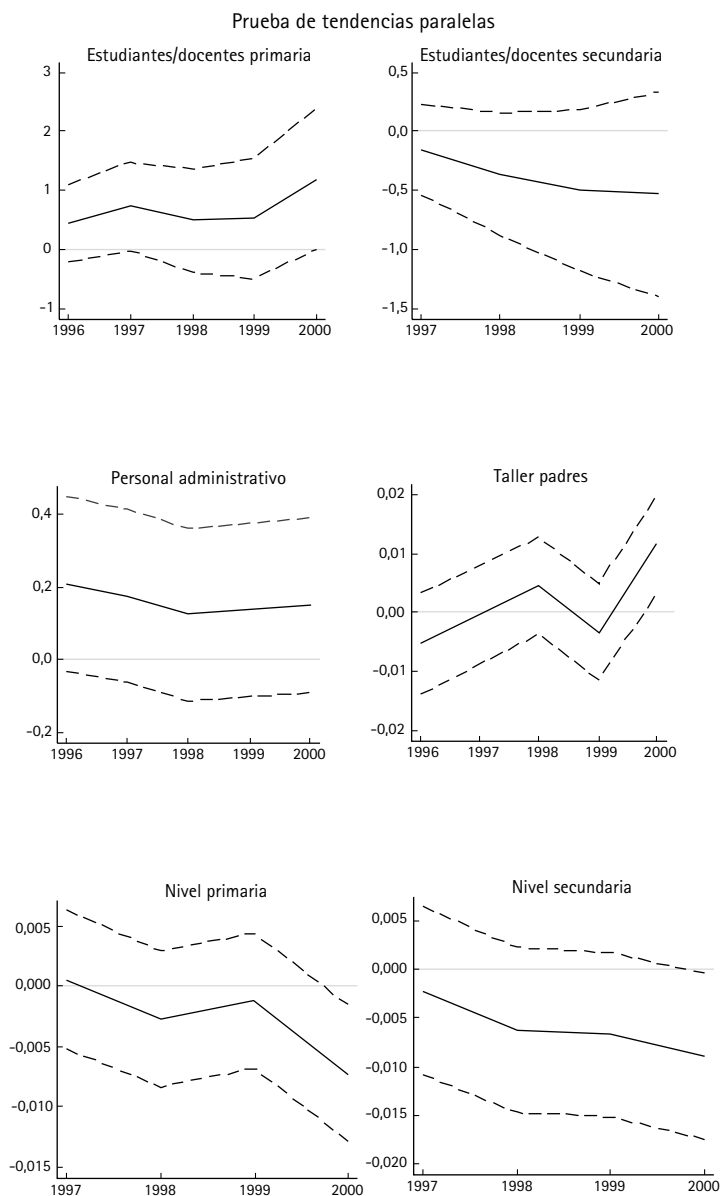 Prueba de tendencias paralelas
Estudiantes/docentes primaria
3
2
1
0
-1
1996 1997 1998 1999 2000
Estudiantes/docentes secundaria
0,5
0,0
-0,5
-1,0
-1,5
1997 1998 1999 2000
Personal administrativo
0,4
0,2
0,0
-0,2
1996 1997 1998 1999 2000
Taller padres
0,02
0,01
0,00
-0,01
-0,02
1996 1997 1998 1999 2000
Nivel primaria
0,005
0,000
-0,005
-0,010
-0,015
1997 1998 1999 2000
Nivel secundaria
0,005
0,000
-0,005
-0,010
-0,015
-0,020
1997 1998 1999 2000